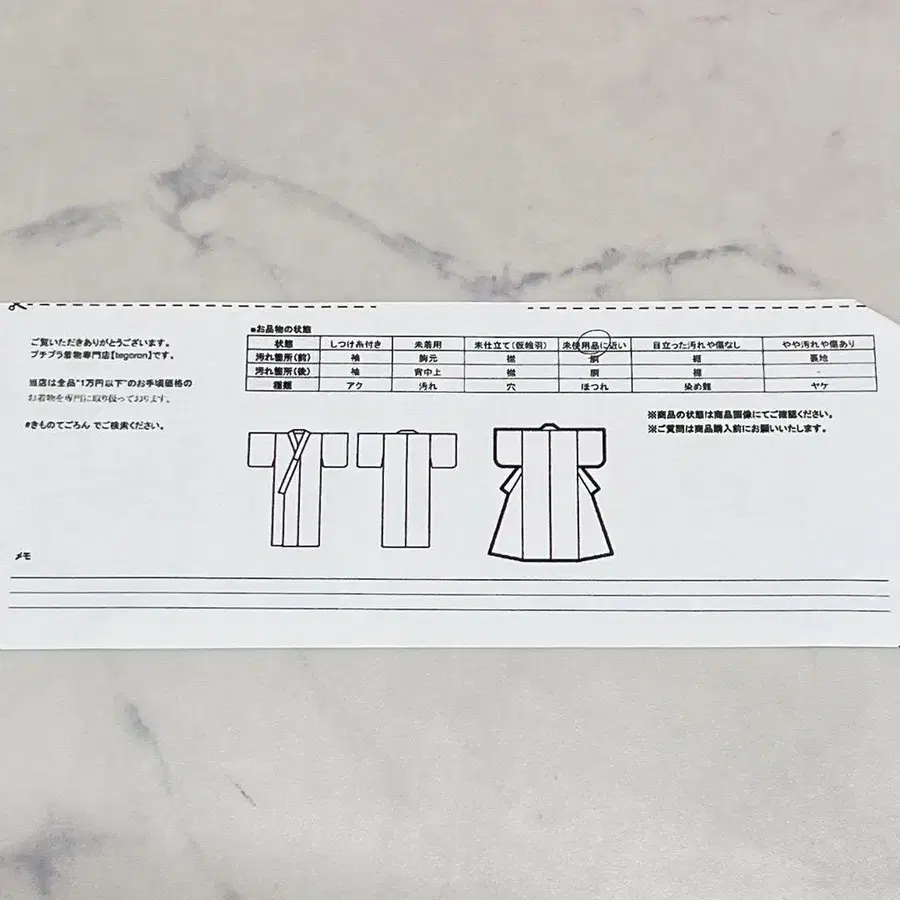 ご覧いただきありがとうございます。
プチプラ着物専門店【tegoron】です。
当店は全品"1万円以下"のお手頃価格の
お着物を専門に取り扱っております。
#きものてごろん でご検索ください。
■お品物の状態
状態 しつけ糸付き 未着用 未仕立て(仮絵羽) 未使用品に近い 目立った汚れや傷なし やや汚れや傷あり
汚れ箇所(前) 袖 胸元 襟 胴 裾 裏地
汚れ箇所(後) 袖 背中上 襟 胴 裾 -
種類 アク 汚れ 穴 ほつれ 染め難 ヤケ
※商品の状態は商品画像にてご確認ください。
※ご質問は商品購入前にお願いいたします。
メモ